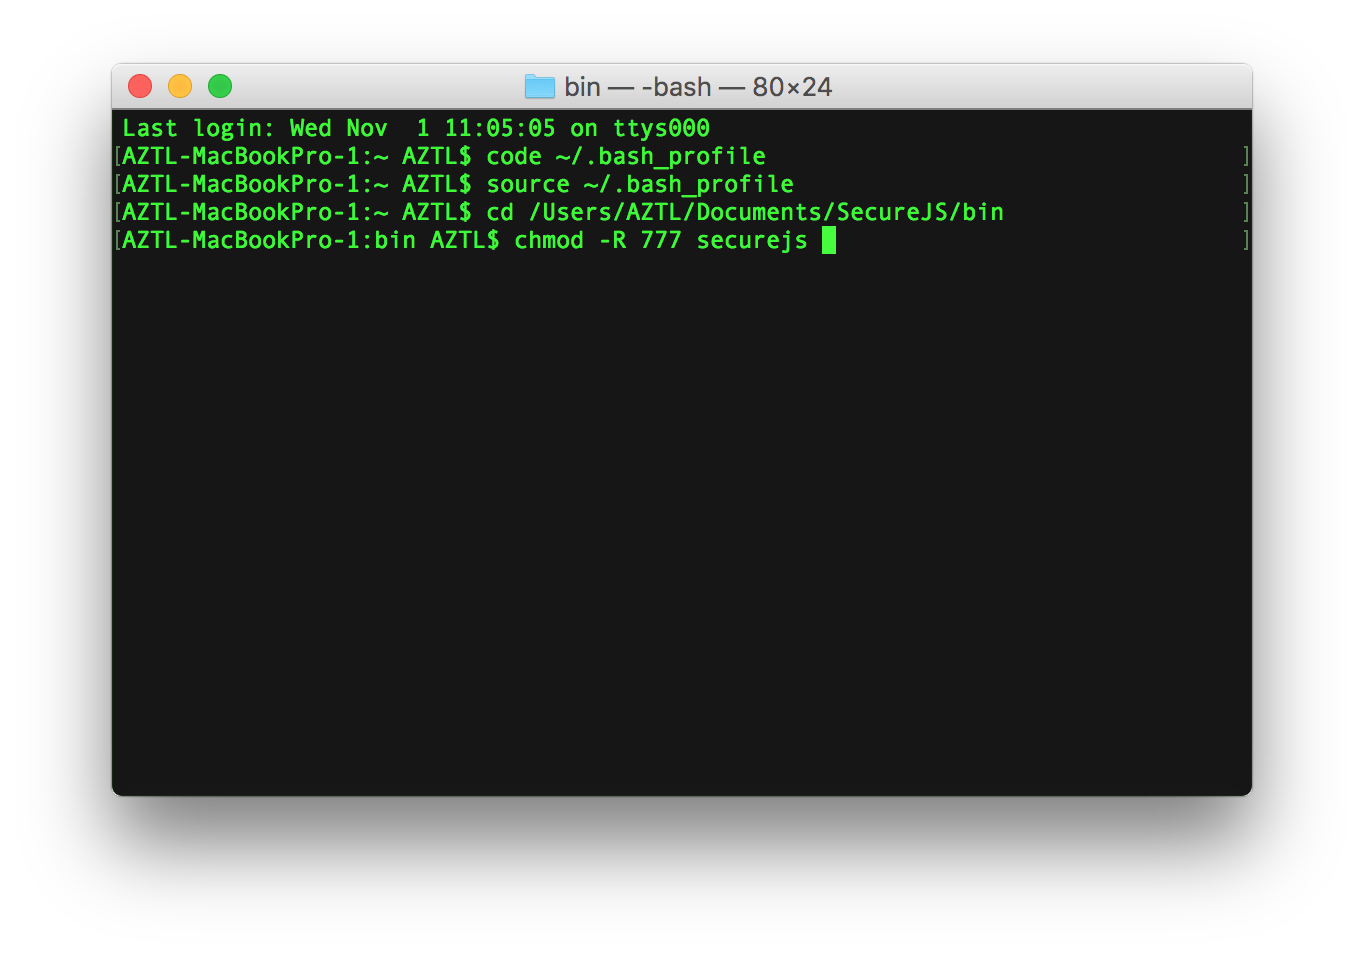 bin — -bash — 80×24
Last login: Wed Nov  1 11:05:05 on ttys000
[AZTL-MacBookPro-1:~ AZTL$ code ~/.bash_profile ]
[AZTL-MacBookPro-1:~ AZTL$ source ~/.bash_profile ]
[AZTL-MacBookPro-1:~ AZTL$ cd /Users/AZTL/Documents/SecureJS/bin ]
[AZTL-MacBookPro-1:bin AZTL$ chmod -R 777 securejs ]